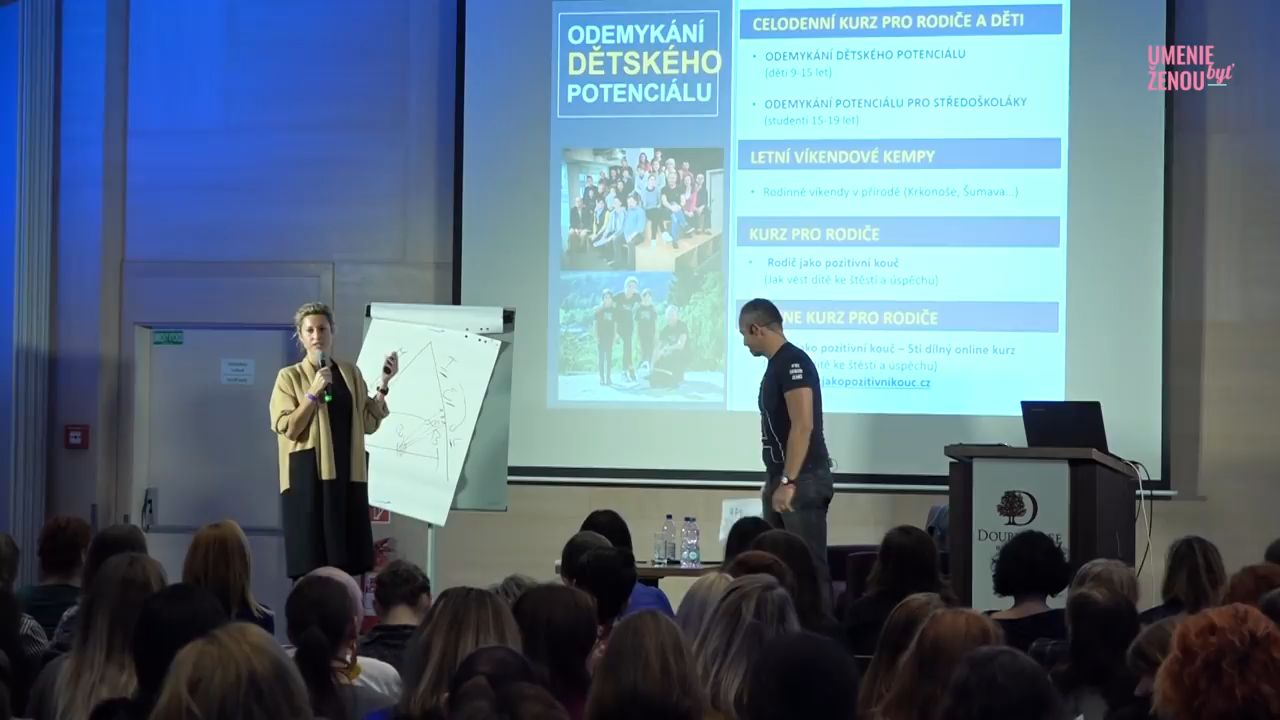 ODEMYKÁNÍ
DĚTSKÉHO
POTENCIÁLU
CELODENNÍ KURZ PRO RODIČE A DĚTI
• ODEMYKÁNÍ DĚTSKÉHO POTENCIÁLU
(děti 9-15 let)
• ODEMYKÁNÍ POTENCIÁLU PRO STŘEDOŠKOLÁKY
(studenti 15-19 let)
LETNÍ VÍKENDOVÉ KEMPY
• Rodinné víkendy v přírodě (Krkonoše, Šumava...)
KURZ PRO RODIČE
• Rodič jako pozitivní kouč
(Jak vést dítě ke štěstí a úspěchu)
NE KURZ PRO RODIČE
jako pozitivní kouč – 5ti dílný online kurz
dítě ke štěstí a úspěchu)
jakopozitivnikouc.cz
UMENIE
ŽENOU byť
D